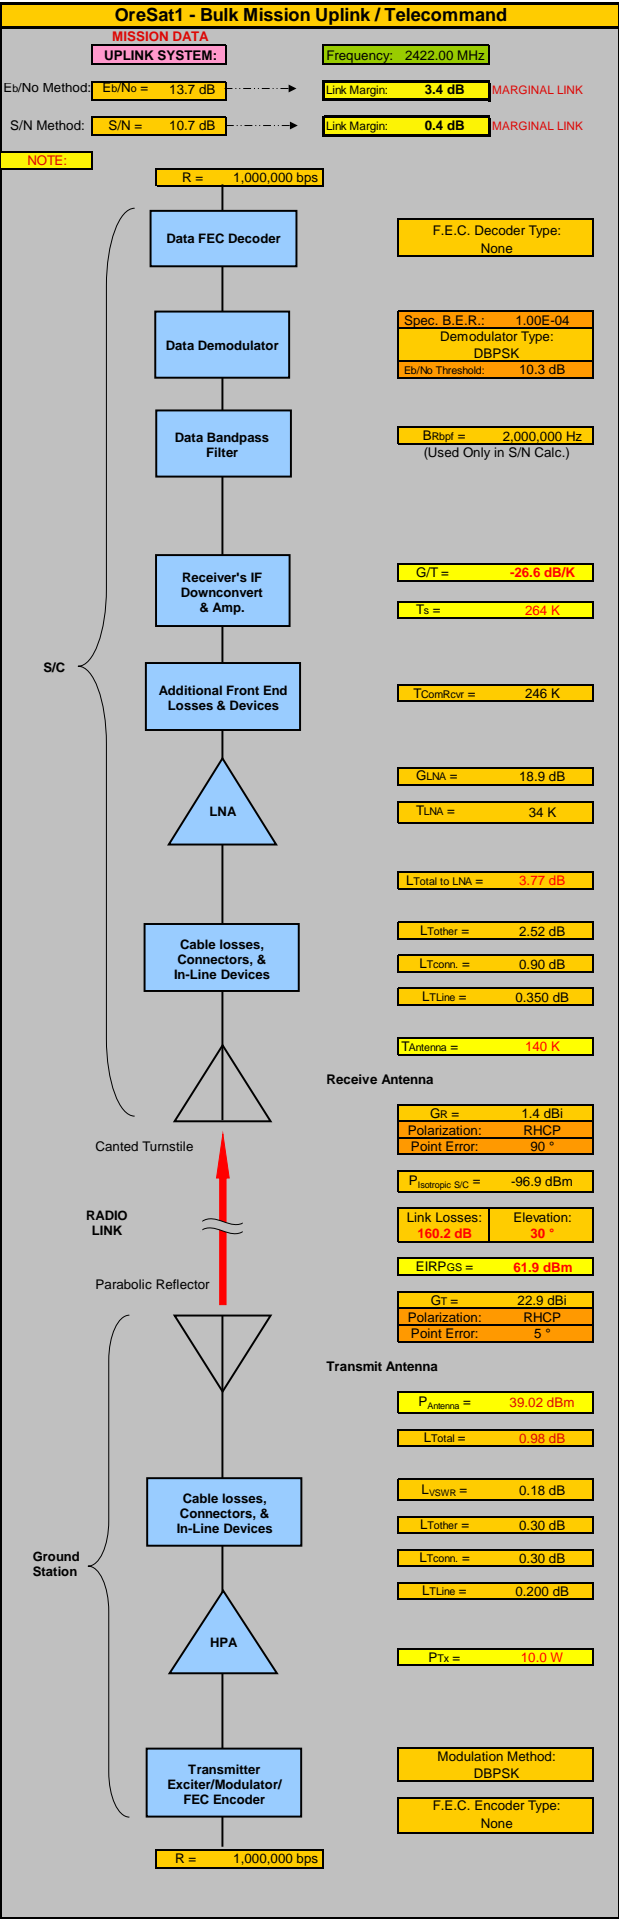 OreSat1 - Bulk Mission Uplink / Telecommand
MISSION DATA
UPLINK SYSTEM:
Frequency: 2422.00 MHz
Eb/No Method: Eb/No = 13.7 dB
Link Margin: 3.4 dB MARGINAL LINK
S/N Method: S/N = 10.7 dB
Link Margin: 0.4 dB MARGINAL LINK
NOTE:
R = 1,000,000 bps
Data FEC Decoder
F.E.C. Decoder Type:
None
Data Demodulator
Spec. B.E.R.: 1.00E-04
Demodulator Type:
DBPSK
Eb/No Threshold: 10.3 dB
Data Bandpass
Filter
BRbpf = 2,000,000 Hz
(Used Only in S/N Calc.)
Receiver's IF
Downconvert
& Amp.
G/T = -26.6 dB/K
Ts = 264 K
S/C
Additional Front End
Losses & Devices
TComRcvr = 246 K
LNA
GLNA = 18.9 dB
TLNA = 34 K
LTotal to LNA = 3.77 dB
Cable losses,
Connectors, &
In-Line Devices
LTother = 2.52 dB
LTconn. = 0.90 dB
LTLine = 0.350 dB
TAntenna = 140 K
Receive Antenna
GR = 1.4 dBi
Polarization: RHCP
Point Error: 90 °
Canted Turnstile
PIsotropic S/C = -96.9 dBm
RADIO
LINK
Link Losses: Elevation:
160.2 dB 30 °
EIRPGS = 61.9 dBm
Parabolic Reflector
GT = 22.9 dBi
Polarization: RHCP
Point Error: 5 °
Transmit Antenna
PAntenna = 39.02 dBm
LTotal = 0.98 dB
Cable losses,
Connectors, &
In-Line Devices
LVSWR = 0.18 dB
LTother = 0.30 dB
LTconn. = 0.30 dB
LTLine = 0.200 dB
Ground
Station
HPA
PTx = 10.0 W
Transmitter
Exciter/Modulator/
FEC Encoder
Modulation Method:
DBPSK
F.E.C. Encoder Type:
None
R = 1,000,000 bps